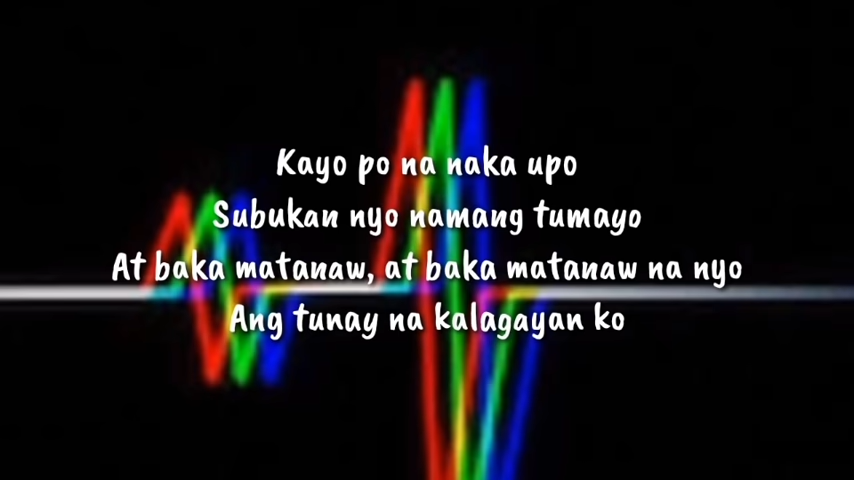 Kayo po na naka upo
Subukan nyo namang tumayo
At baka matanaw, at baka matanaw na nyo
Ang tunay na kalagayan ko